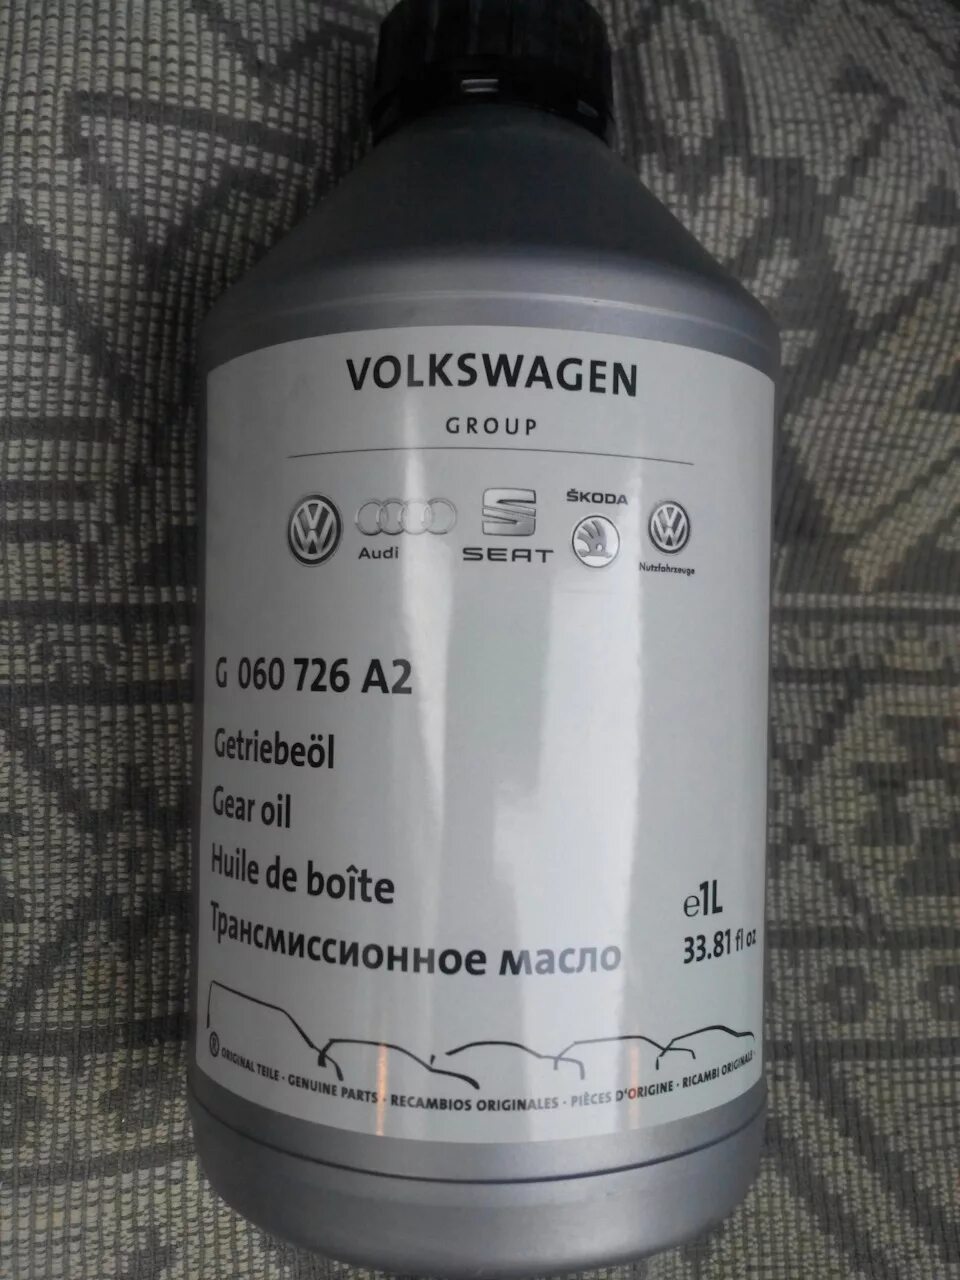 VOLKSWAGEN
GROUP
Audi
SEAT
ŠKODA
Nutzfahrzeuge
G 060 726 A2
Getriebeöl
Gear oil
Huile de boîte
Трансмиссионное масло
e1L
33.81 fl oz
® ORIGINAL TEILE · GENUINE PARTS · RECAMBIOS ORIGINALES · PIÈCES D'ORIGINE · RICAMBI ORIGINALI ·